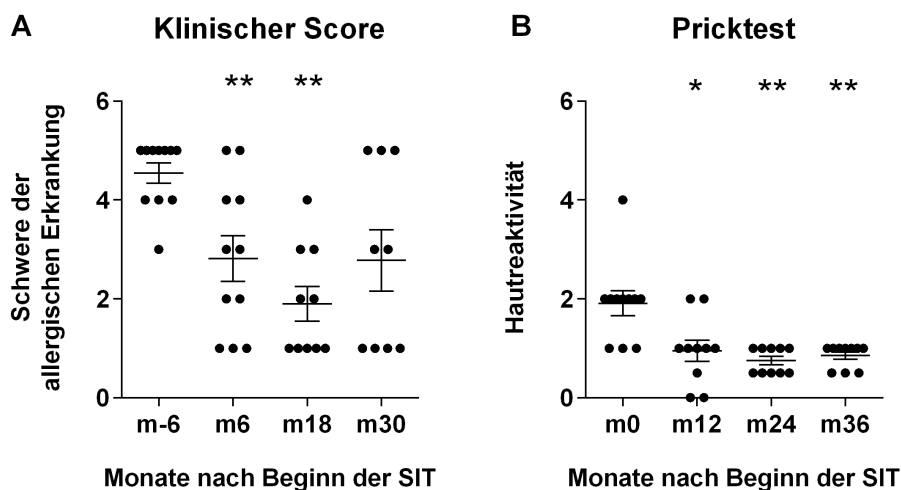 A
Klinischer Score
** **
Schwere der
allergischen Erkrankung
6
4
2
0
m-6 m6 m18 m30
Monate nach Beginn der SIT
B
Pricktest
* ** **
Hautreaktivität
6
4
2
0
m0 m12 m24 m36
Monate nach Beginn der SIT